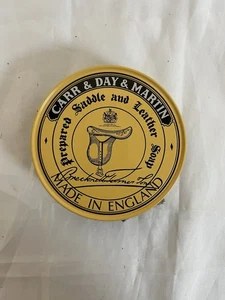 CARR & DAY & MARTIN
Prepared Saddle and Leather Soap
MADE IN ENGLAND